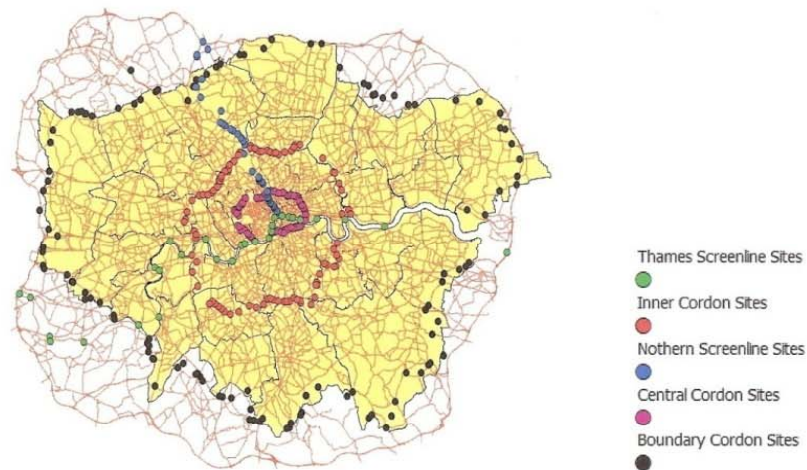 Thames Screenline Sites
Inner Cordon Sites
Nothern Screenline Sites
Central Cordon Sites
Boundary Cordon Sites